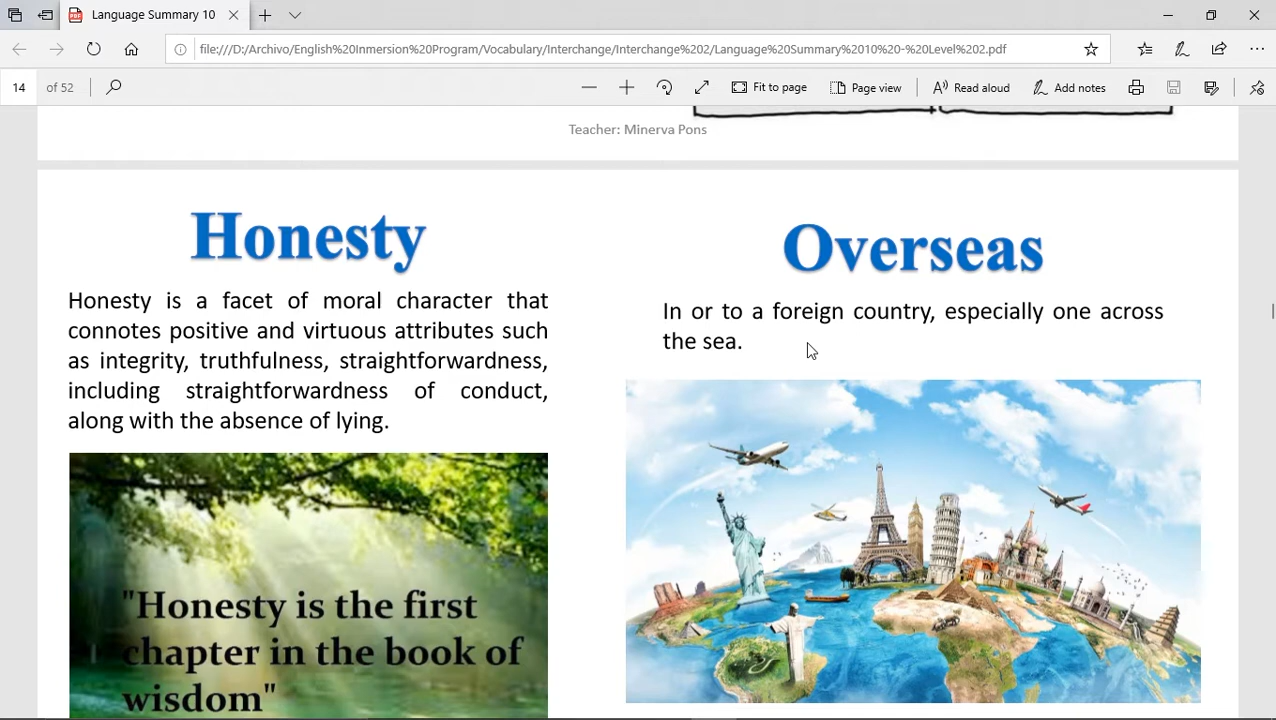 Language Summary 10
file:///D:/Archivo/English%20Inmersion%20Program/Vocabulary/Interchange/Interchange%202/Language%20Summary%2010%20-%20Level%202.pdf
14 of 52
Fit to page
Page view
Read aloud
Add notes
Teacher: Minerva Pons
Honesty
Honesty is a facet of moral character that
connotes positive and virtuous attributes such
as integrity, truthfulness, straightforwardness,
including straightforwardness of conduct,
along with the absence of lying.
"Honesty is the first
chapter in the book of
wisdom"
Overseas
In or to a foreign country, especially one across
the sea.